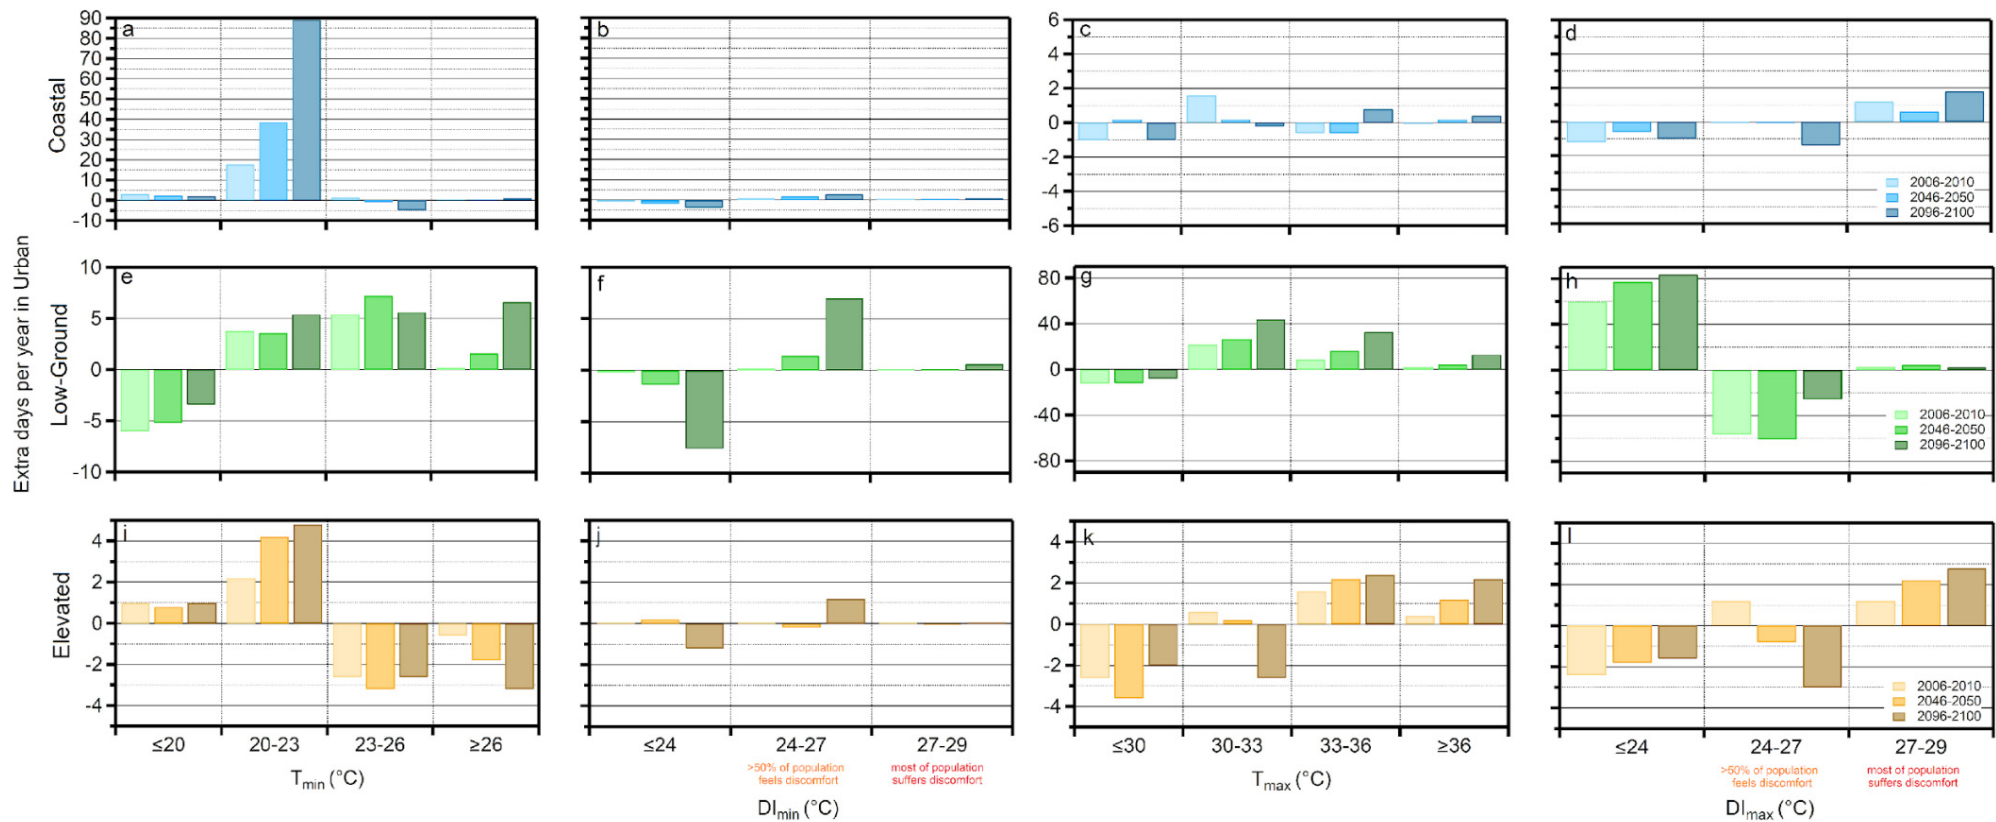 Extra days per year in Urban
Coastal
a
90
80
70
60
50
40
30
20
10
0
-10
b
c
6
4
2
0
-2
-4
-6
d
2006-2010
2046-2050
2096-2100
Low-Ground
e
10
5
0
-5
-10
f
g
80
40
0
-40
-80
h
2006-2010
2046-2050
2096-2100
Elevated
i
4
2
0
-2
-4
j
k
4
2
0
-2
-4
l
2006-2010
2046-2050
2096-2100
≤20 20-23 23-26 ≥26
Tmin (°C)
≤24 24-27 27-29
>50% of population
feels discomfort
most of population
suffers discomfort
DImin (°C)
≤30 30-33 33-36 ≥36
Tmax (°C)
≤24 24-27 27-29
>50% of population
feels discomfort
most of population
suffers discomfort
DImax (°C)